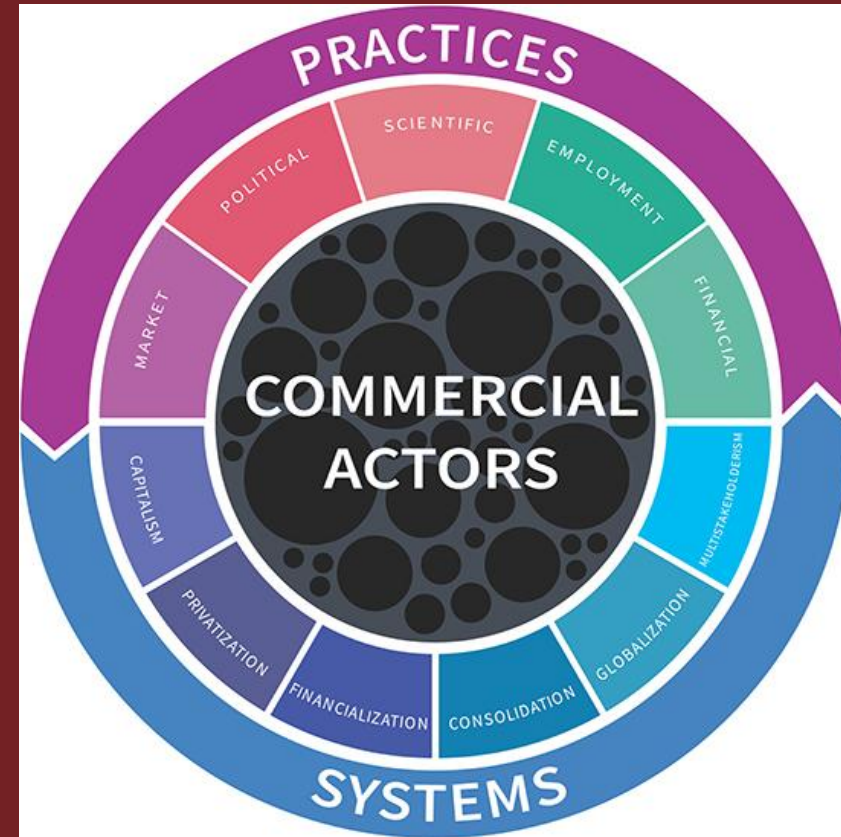 PRACTICES
MARKET
POLITICAL
SCIENTIFIC
EMPLOYMENT
FINANCIAL
COMMERCIAL
ACTORS
CAPITALISM
PRIVATIZATION
FINANCIALIZATION
CONSOLIDATION
GLOBALIZATION
MULTISTAKEHOLDERISM
SYSTEMS